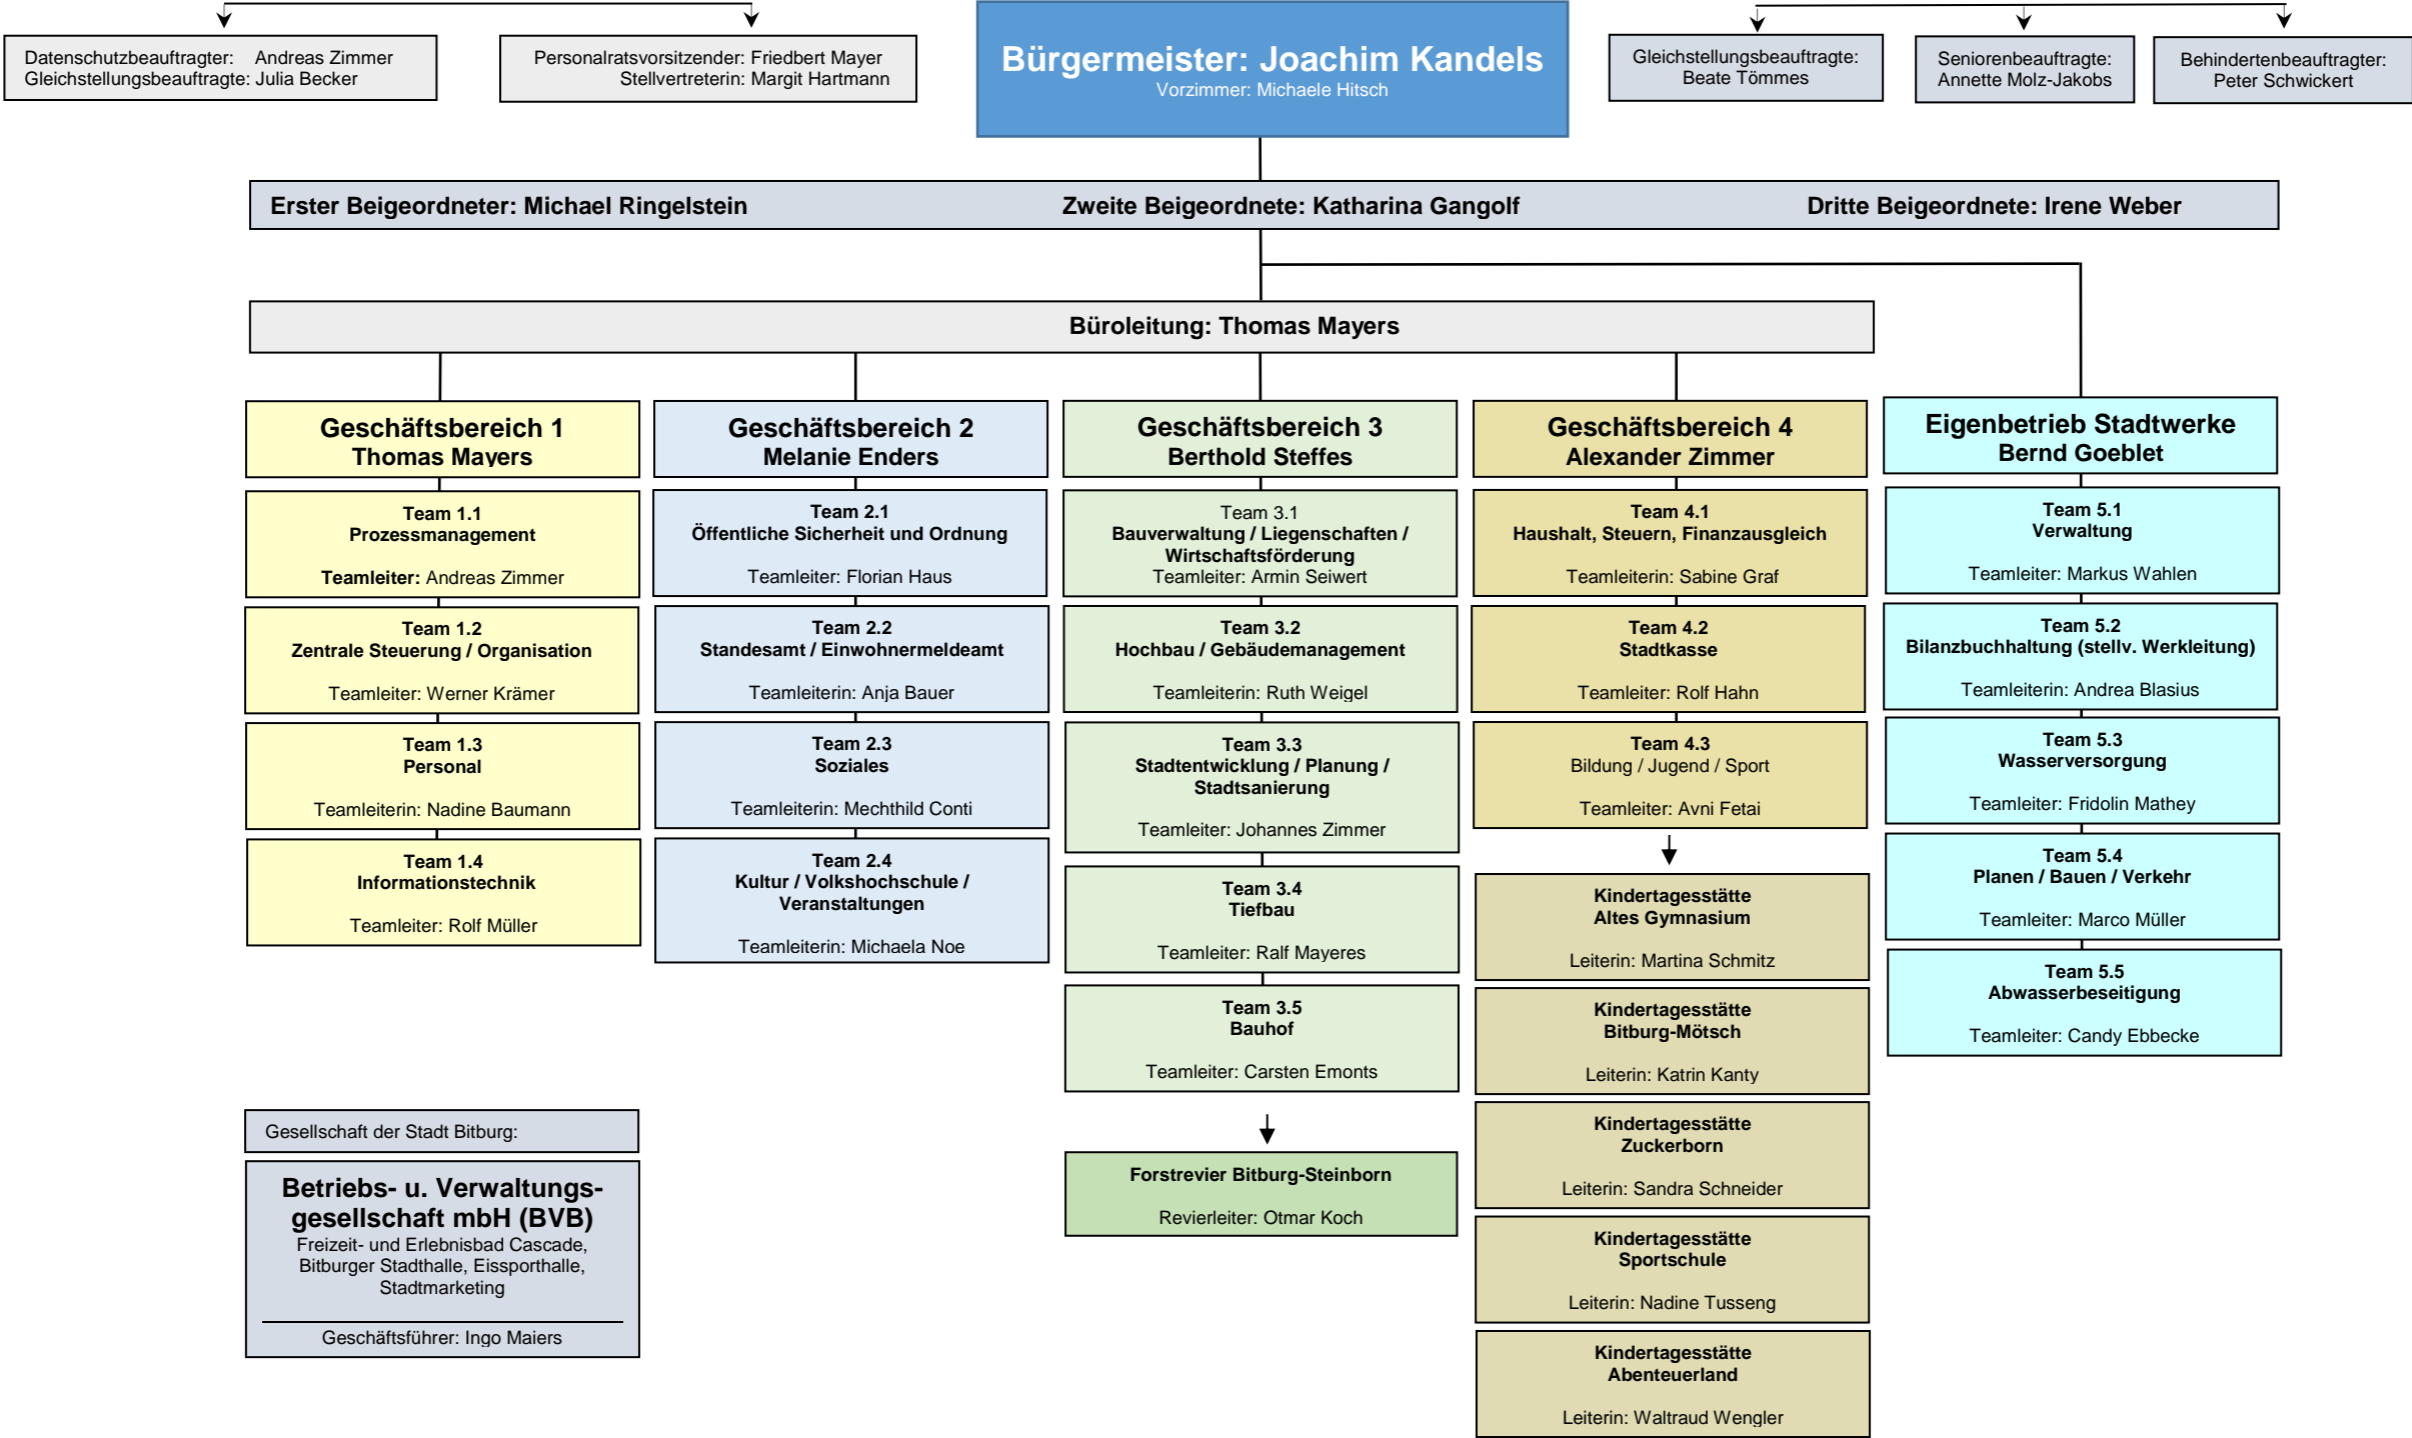 Datenschutzbeauftragter: Andreas Zimmer
Gleichstellungsbeauftragte: Julia Becker
Personalratsvorsitzender: Friedbert Mayer
Stellvertreterin: Margit Hartmann
Bürgermeister: Joachim Kandels
Vorzimmer: Michaele Hitsch
Gleichstellungsbeauftragte:
Beate Tömmes
Seniorenbeauftragte:
Annette Molz-Jakobs
Behindertenbeauftragter:
Peter Schwickert
Erster Beigeordneter: Michael Ringelstein
Zweite Beigeordnete: Katharina Gangolf
Dritte Beigeordnete: Irene Weber
Büroleitung: Thomas Mayers
Geschäftsbereich 1
Thomas Mayers
Team 1.1
Prozessmanagement
Teamleiter: Andreas Zimmer
Team 1.2
Zentrale Steuerung / Organisation
Teamleiter: Werner Krämer
Team 1.3
Personal
Teamleiterin: Nadine Baumann
Team 1.4
Informationstechnik
Teamleiter: Rolf Müller
Geschäftsbereich 2
Melanie Enders
Team 2.1
Öffentliche Sicherheit und Ordnung
Teamleiter: Florian Haus
Team 2.2
Standesamt / Einwohnermeldeamt
Teamleiterin: Anja Bauer
Team 2.3
Soziales
Teamleiterin: Mechthild Conti
Team 2.4
Kultur / Volkshochschule /
Veranstaltungen
Teamleiterin: Michaela Noe
Geschäftsbereich 3
Berthold Steffes
Team 3.1
Bauverwaltung / Liegenschaften /
Wirtschaftsförderung
Teamleiter: Armin Seiwert
Team 3.2
Hochbau / Gebäudemanagement
Teamleiterin: Ruth Weigel
Team 3.3
Stadtentwicklung / Planung /
Stadtsanierung
Teamleiter: Johannes Zimmer
Team 3.4
Tiefbau
Teamleiter: Ralf Mayeres
Team 3.5
Bauhof
Teamleiter: Carsten Emonts
Forstrevier Bitburg-Steinborn
Revierleiter: Otmar Koch
Geschäftsbereich 4
Alexander Zimmer
Team 4.1
Haushalt, Steuern, Finanzausgleich
Teamleiterin: Sabine Graf
Team 4.2
Stadtkasse
Teamleiter: Rolf Hahn
Team 4.3
Bildung / Jugend / Sport
Teamleiter: Avni Fetai
Kindertagesstätte
Altes Gymnasium
Leiterin: Martina Schmitz
Kindertagesstätte
Bitburg-Mötsch
Leiterin: Katrin Kanty
Kindertagesstätte
Zuckerborn
Leiterin: Sandra Schneider
Kindertagesstätte
Sportschule
Leiterin: Nadine Tusseng
Kindertagesstätte
Abenteuerland
Leiterin: Waltraud Wengler
Eigenbetrieb Stadtwerke
Bernd Goeblet
Team 5.1
Verwaltung
Teamleiter: Markus Wahlen
Team 5.2
Bilanzbuchhaltung (stellv. Werkleitung)
Teamleiterin: Andrea Blasius
Team 5.3
Wasserversorgung
Teamleiter: Fridolin Mathey
Team 5.4
Planen / Bauen / Verkehr
Teamleiter: Marco Müller
Team 5.5
Abwasserbeseitigung
Teamleiter: Candy Ebbecke
Gesellschaft der Stadt Bitburg:
Betriebs- u. Verwaltungs-
gesellschaft mbH (BVB)
Freizeit- und Erlebnisbad Cascade,
Bitburger Stadthalle, Eissporthalle,
Stadtmarketing
Geschäftsführer: Ingo Maiers